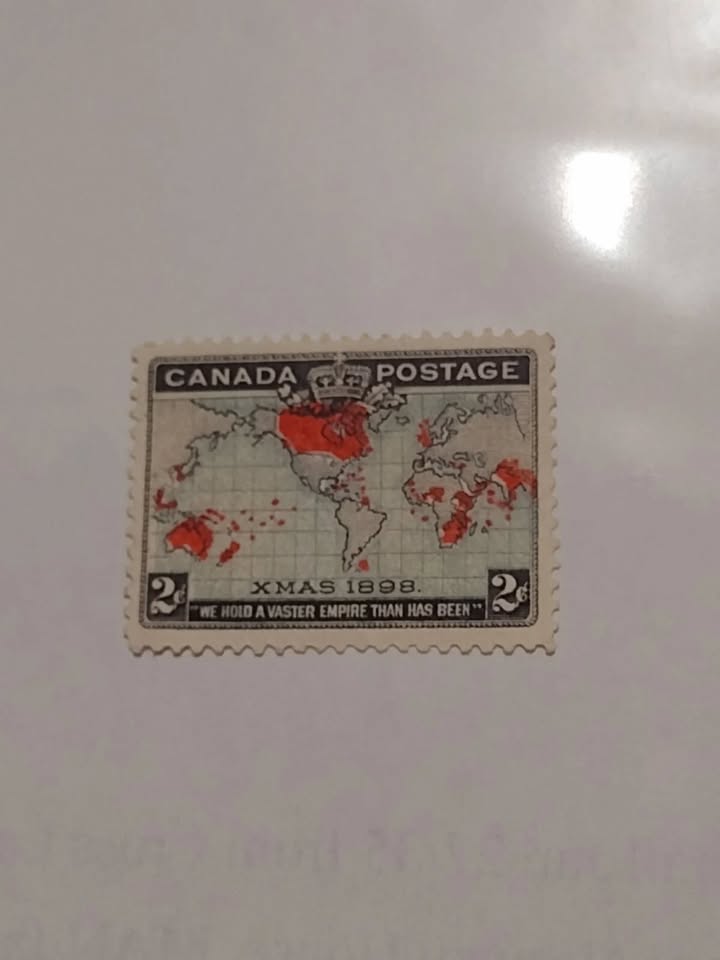 CANADA POSTAGE
XMAS 1898.
2¢ 2¢
"WE HOLD A VASTER EMPIRE THAN HAS BEEN"